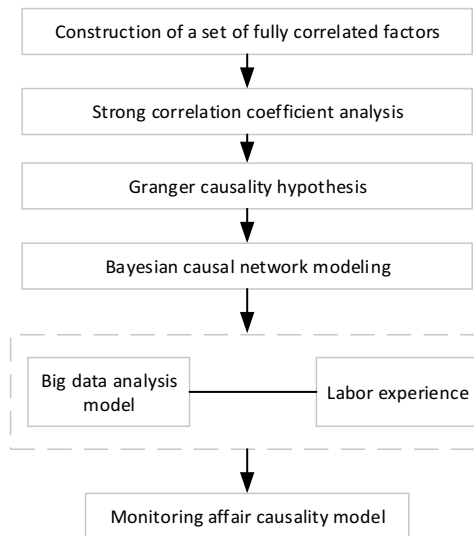 Construction of a set of fully correlated factors
Strong correlation coefficient analysis
Granger causality hypothesis
Bayesian causal network modeling
Big data analysis
model
Labor experience
Monitoring affair causality model